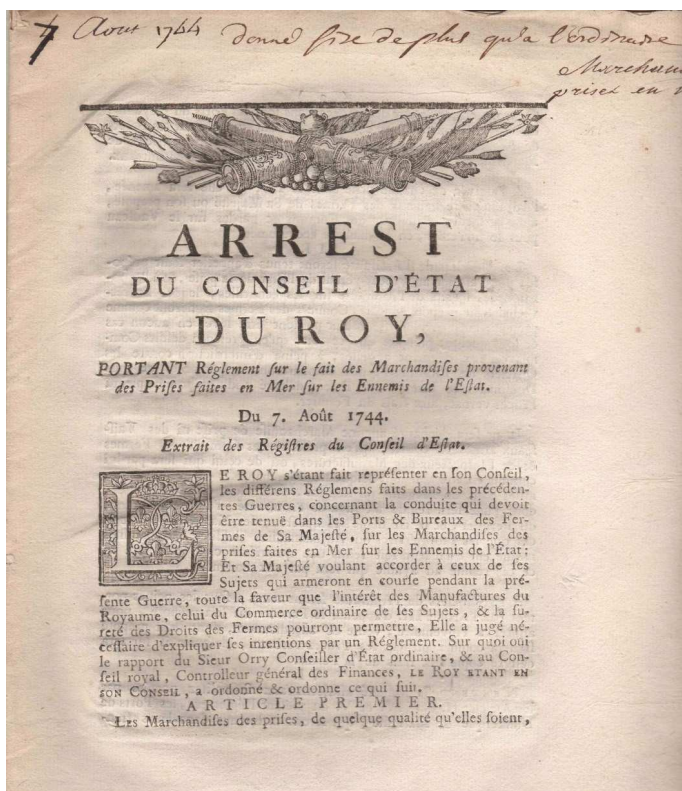 7 Aout 1744 donné fixe de plus qu'a l'ordinaire
prises en
ARREST
DU CONSEIL D'ÉTAT
DU ROY,
PORTANT Réglement ſur le fait des Marchandiſes provenant
des Priſes faites en Mer ſur les Ennemis de l'Eſtat.
Du 7. Août 1744.
Extrait des Régiſtres du Conſeil d'Eſtat.
LE ROY s'étant fait repréſenter en ſon Conſeil,
les différens Réglemens faits dans les précéden-
tes Guerres, concernant la conduite qui devoit
être tenuë dans les Ports & Bureaux des Fer-
mes de Sa Majeſté, ſur les Marchandiſes des
priſes faites en Mer ſur les Ennemis de l'État:
Et Sa Majeſté voulant accorder à ceux de ſes
Sujets qui armeront en courſe pendant la pré-
ſente Guerre, toute la faveur que l'intérêt des Manufactures du
Royaume, celui du Commerce ordinaire de ſes Sujets, & la ſu-
reté des Droits des Fermes pourront permettre, Elle a jugé né-
ceſſaire d'expliquer ſes intentions par un Réglement. Sur quoi oui
le rapport du Sieur Orry Conſeiller d'État ordinaire, & au Con-
ſeil royal, Controlleur général des Finances, LE ROY ETANT EN
SON CONSEIL, a ordonné & ordonne ce qui ſuit.
ARTICLE PREMIER.
Les Marchandiſes des priſes, de quelque qualité qu'elles ſoient,